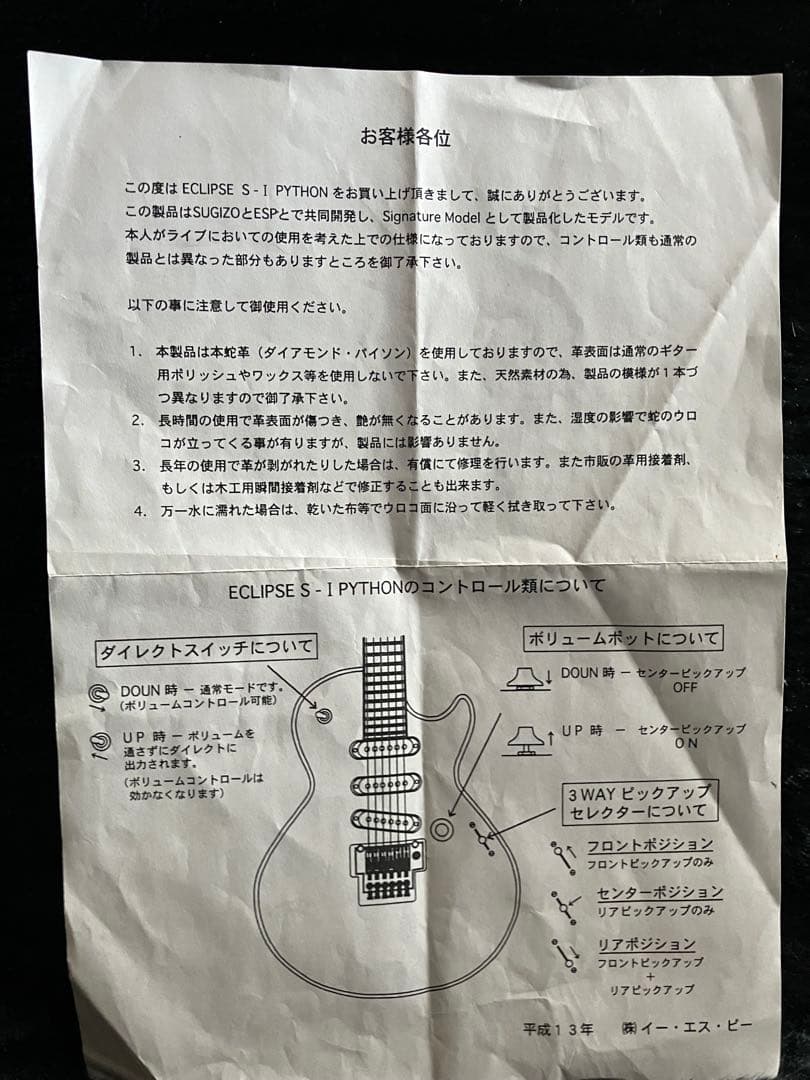 お客様各位
この度は ECLIPSE S - I PYTHON をお買い上げ頂きまして、誠にありがとうございます。
この製品はSUGIZOとESPとで共同開発し、Signature Model として製品化したモデルです。
本人がライブにおいての使用を考えた上での仕様になっておりますので、コントロール類も通常の
製品とは異なった部分もありますところを御了承下さい。
以下の事に注意して御使用ください。
1. 本製品は本蛇革（ダイアモンド・パイソン）を使用しておりますので、革表面は通常のギター
用ポリッシュやワックス等を使用しないで下さい。また、天然素材の為、製品の模様が１本づ
つ異なりますので御了承下さい。
2. 長時間の使用で革表面が傷つき、艶が無くなることがあります。また、湿度の影響で蛇のウロ
コが立ってくる事が有りますが、製品には影響ありません。
3. 長年の使用で革が剥がれたりした場合は、有償にて修理を行います。また市販の革用接着剤、
もしくは木工用瞬間接着剤などで修正することも出来ます。
4. 万一水に濡れた場合は、乾いた布等でウロコ面に沿って軽く拭き取って下さい。
ECLIPSE S - I PYTHONのコントロール類について
ダイレクトスイッチについて
DOUN 時 － 通常モードです。
（ボリュームコントロール可能）
UP 時 － ボリュームを
通さずにダイレクトに
出力されます。
（ボリュームコントロールは
効かなくなります）
ボリュームポットについて
DOUN 時 － センターピックアップ
OFF
UP 時 － センターピックアップ
ON
3 WAY ピックアップ
セレクターについて
フロントポジション
フロントピックアップのみ
センターポジション
リアピックアップのみ
リアポジション
フロントピックアップ
+
リアピックアップ
平成１３年 ㈱イー・エス・ピー